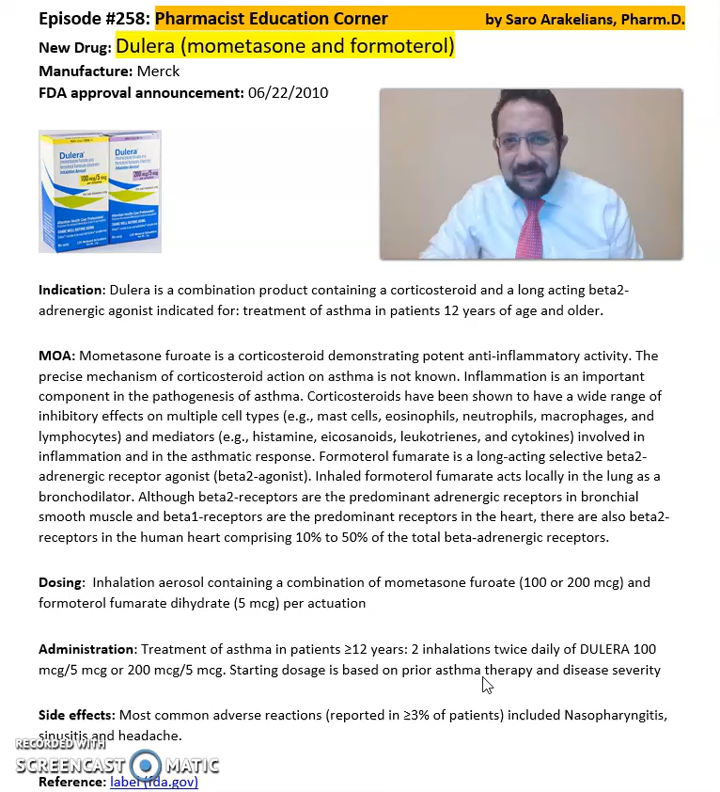 Episode #258: Pharmacist Education Corner by Saro Arakelians, Pharm.D.
New Drug: Dulera (mometasone and formoterol)
Manufacture: Merck
FDA approval announcement: 06/22/2010
Dulera
100 mcg/5 mcg
Dulera
200 mcg/5 mcg
Indication: Dulera is a combination product containing a corticosteroid and a long acting beta2-
adrenergic agonist indicated for: treatment of asthma in patients 12 years of age and older.
MOA: Mometasone furoate is a corticosteroid demonstrating potent anti-inflammatory activity. The
precise mechanism of corticosteroid action on asthma is not known. Inflammation is an important
component in the pathogenesis of asthma. Corticosteroids have been shown to have a wide range of
inhibitory effects on multiple cell types (e.g., mast cells, eosinophils, neutrophils, macrophages, and
lymphocytes) and mediators (e.g., histamine, eicosanoids, leukotrienes, and cytokines) involved in
inflammation and in the asthmatic response. Formoterol fumarate is a long-acting selective beta2-
adrenergic receptor agonist (beta2-agonist). Inhaled formoterol fumarate acts locally in the lung as a
bronchodilator. Although beta2-receptors are the predominant adrenergic receptors in bronchial
smooth muscle and beta1-receptors are the predominant receptors in the heart, there are also beta2-
receptors in the human heart comprising 10% to 50% of the total beta-adrenergic receptors.
Dosing: Inhalation aerosol containing a combination of mometasone furoate (100 or 200 mcg) and
formoterol fumarate dihydrate (5 mcg) per actuation
Administration: Treatment of asthma in patients ≥12 years: 2 inhalations twice daily of DULERA 100
mcg/5 mcg or 200 mcg/5 mcg. Starting dosage is based on prior asthma therapy and disease severity
Side effects: Most common adverse reactions (reported in ≥3% of patients) included Nasopharyngitis,
sinusitis and headache.
RECORDED WITH
SCREENCAST MATIC
Reference: label (fda.gov)